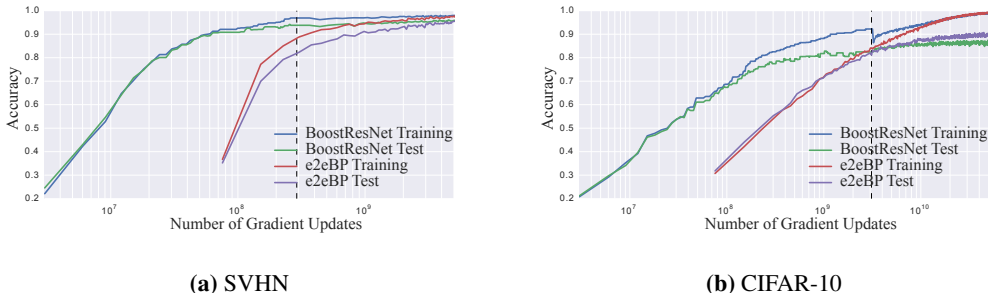 1.0
0.9
0.8
0.7
0.6
0.5
0.4
0.3
0.2
Accuracy
BoostResNet Training
BoostResNet Test
e2eBP Training
e2eBP Test
10^7 10^8 10^9
Number of Gradient Updates
(a) SVHN
1.0
0.9
0.8
0.7
0.6
0.5
0.4
0.3
0.2
Accuracy
BoostResNet Training
BoostResNet Test
e2eBP Training
e2eBP Test
10^7 10^8 10^9 10^10
Number of Gradient Updates
(b) CIFAR-10